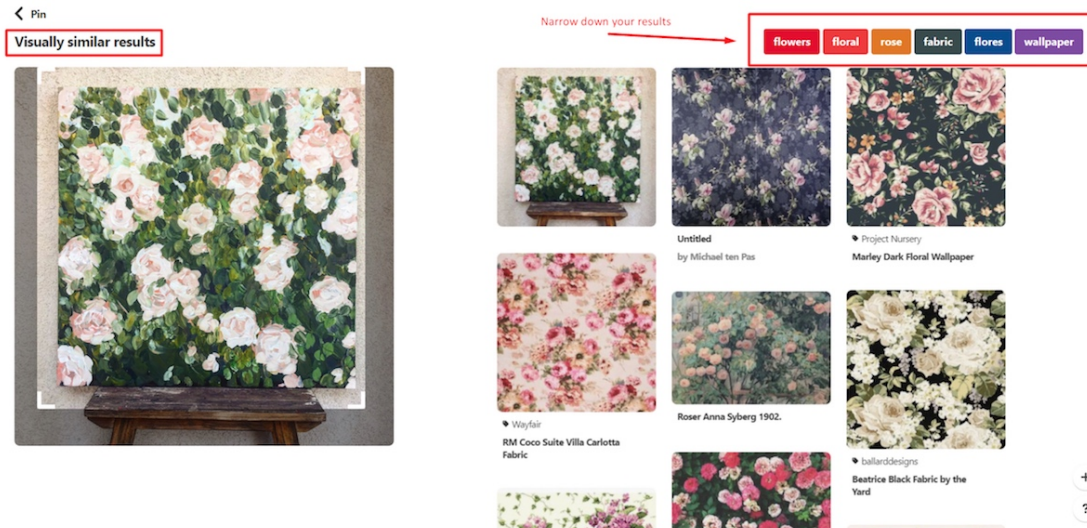 Pin
Visually similar results
Narrow down your results
flowers floral rose fabric flores wallpaper
Untitled
by Michael ten Pas
Project Nursery
Marley Dark Floral Wallpaper
Wayfair
RM Coco Suite Villa Carlotta
Fabric
Roser Anna Syberg 1902.
ballarddesigns
Beatrice Black Fabric by the
Yard
+
?